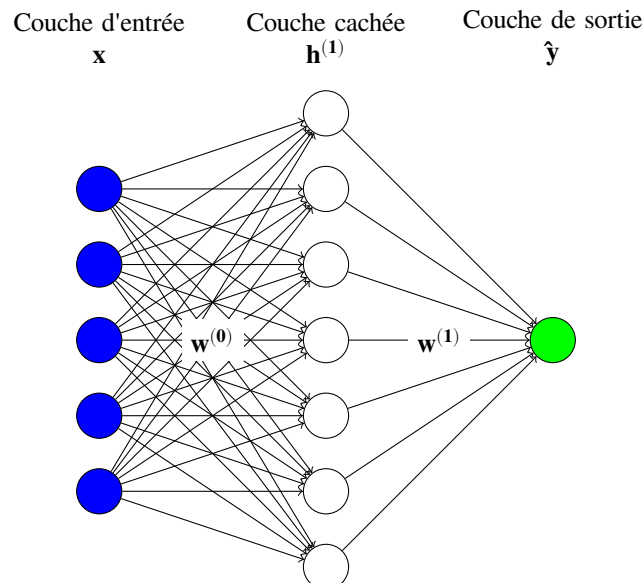 Couche d'entrée
x
Couche cachée
h(1)
Couche de sortie
ŷ
w(0)
w(1)